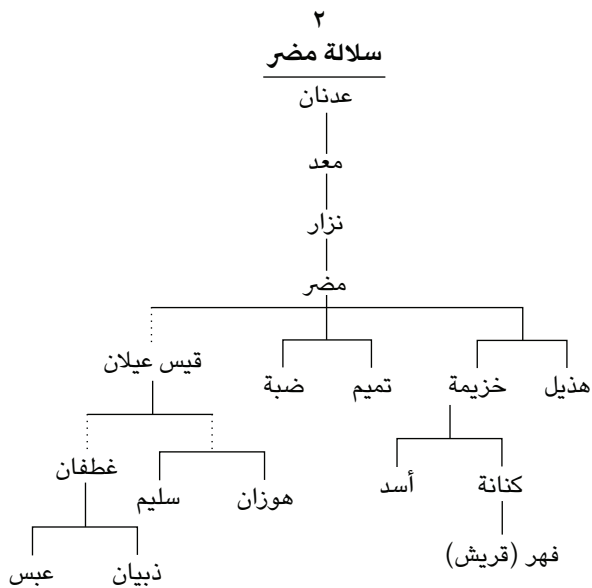 ٢
سلالة مضر
عدنان
معد
نزار
مضر
هذيل خزيمة تميم ضبة قيس عيلان
كنانة أسد هوازن سليم غطفان
فهر (قريش) ذبيان عبس